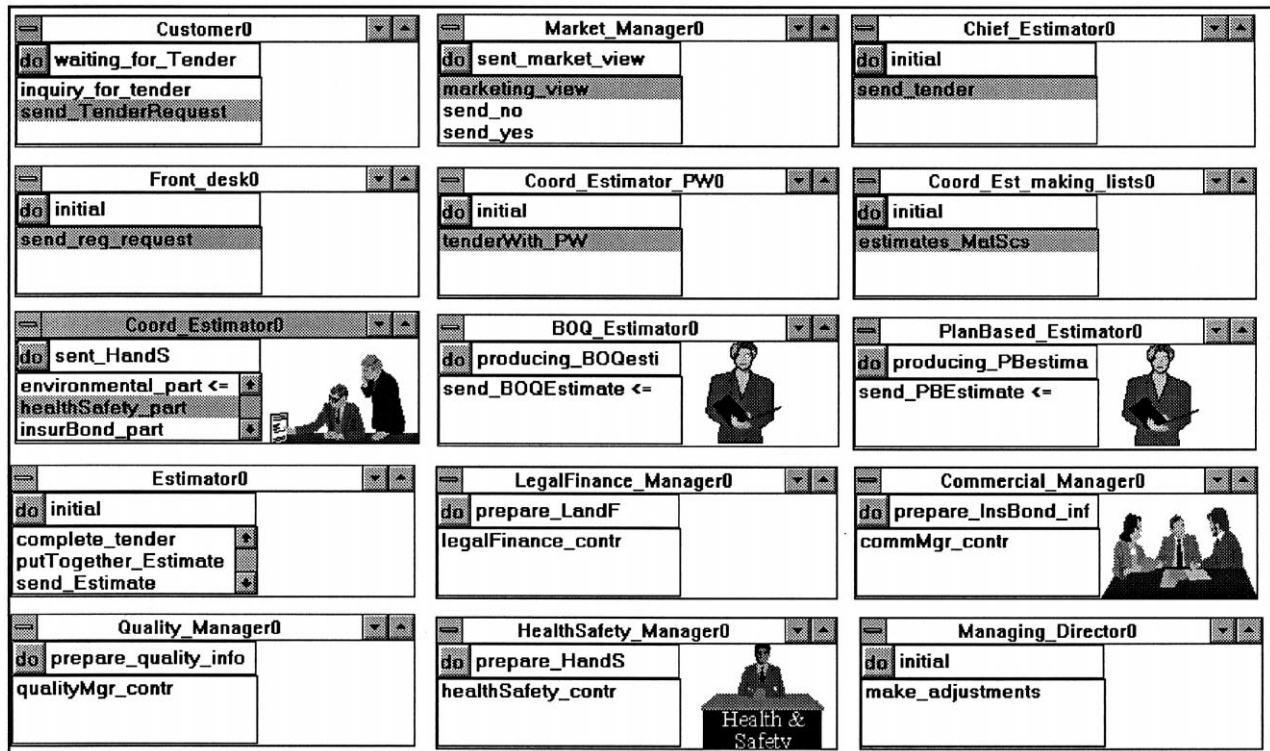 Customer0
do waiting_for_Tender
inquiry_for_tender
send_TenderRequest
Market_Manager0
do sent_market_view
marketing_view
send_no
send_yes
Chief_Estimator0
do initial
send_tender
Front_desk0
do initial
send_reg_request
Coord_Estimator_PW0
do initial
tenderWith_PW
Coord_Est_making_lists0
do initial
estimates_MatScs
Coord_Estimator0
do sent_HandS
environmental_part <=
healthSafety_part
insurBond_part
BOQ_Estimator0
do producing_BOQesti
send_BOQEstimate <=
PlanBased_Estimator0
do producing_PBestima
send_PBEstimate <=
Estimator0
do initial
complete_tender
putTogether_Estimate
send_Estimate
LegalFinance_Manager0
do prepare_LandF
legalFinance_contr
Commercial_Manager0
do prepare_InsBond_inf
commMgr_contr
Quality_Manager0
do prepare_quality_info
qualityMgr_contr
HealthSafety_Manager0
do prepare_HandS
healthSafety_contr
Health &
Safety
Managing_Director0
do initial
make_adjustments